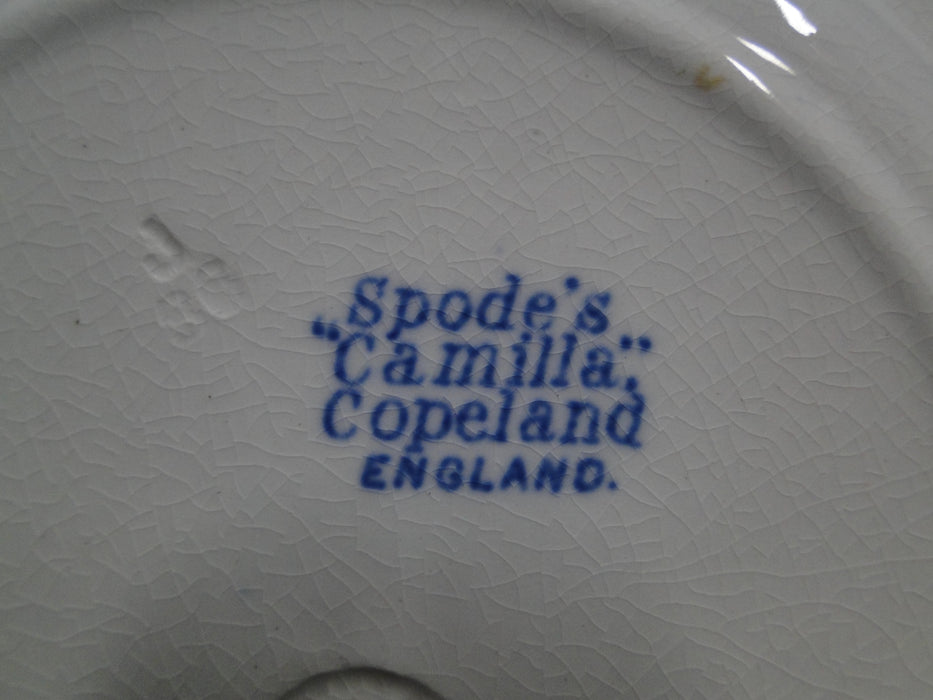 Spode's
"Camilla,"
Copeland
ENGLAND.